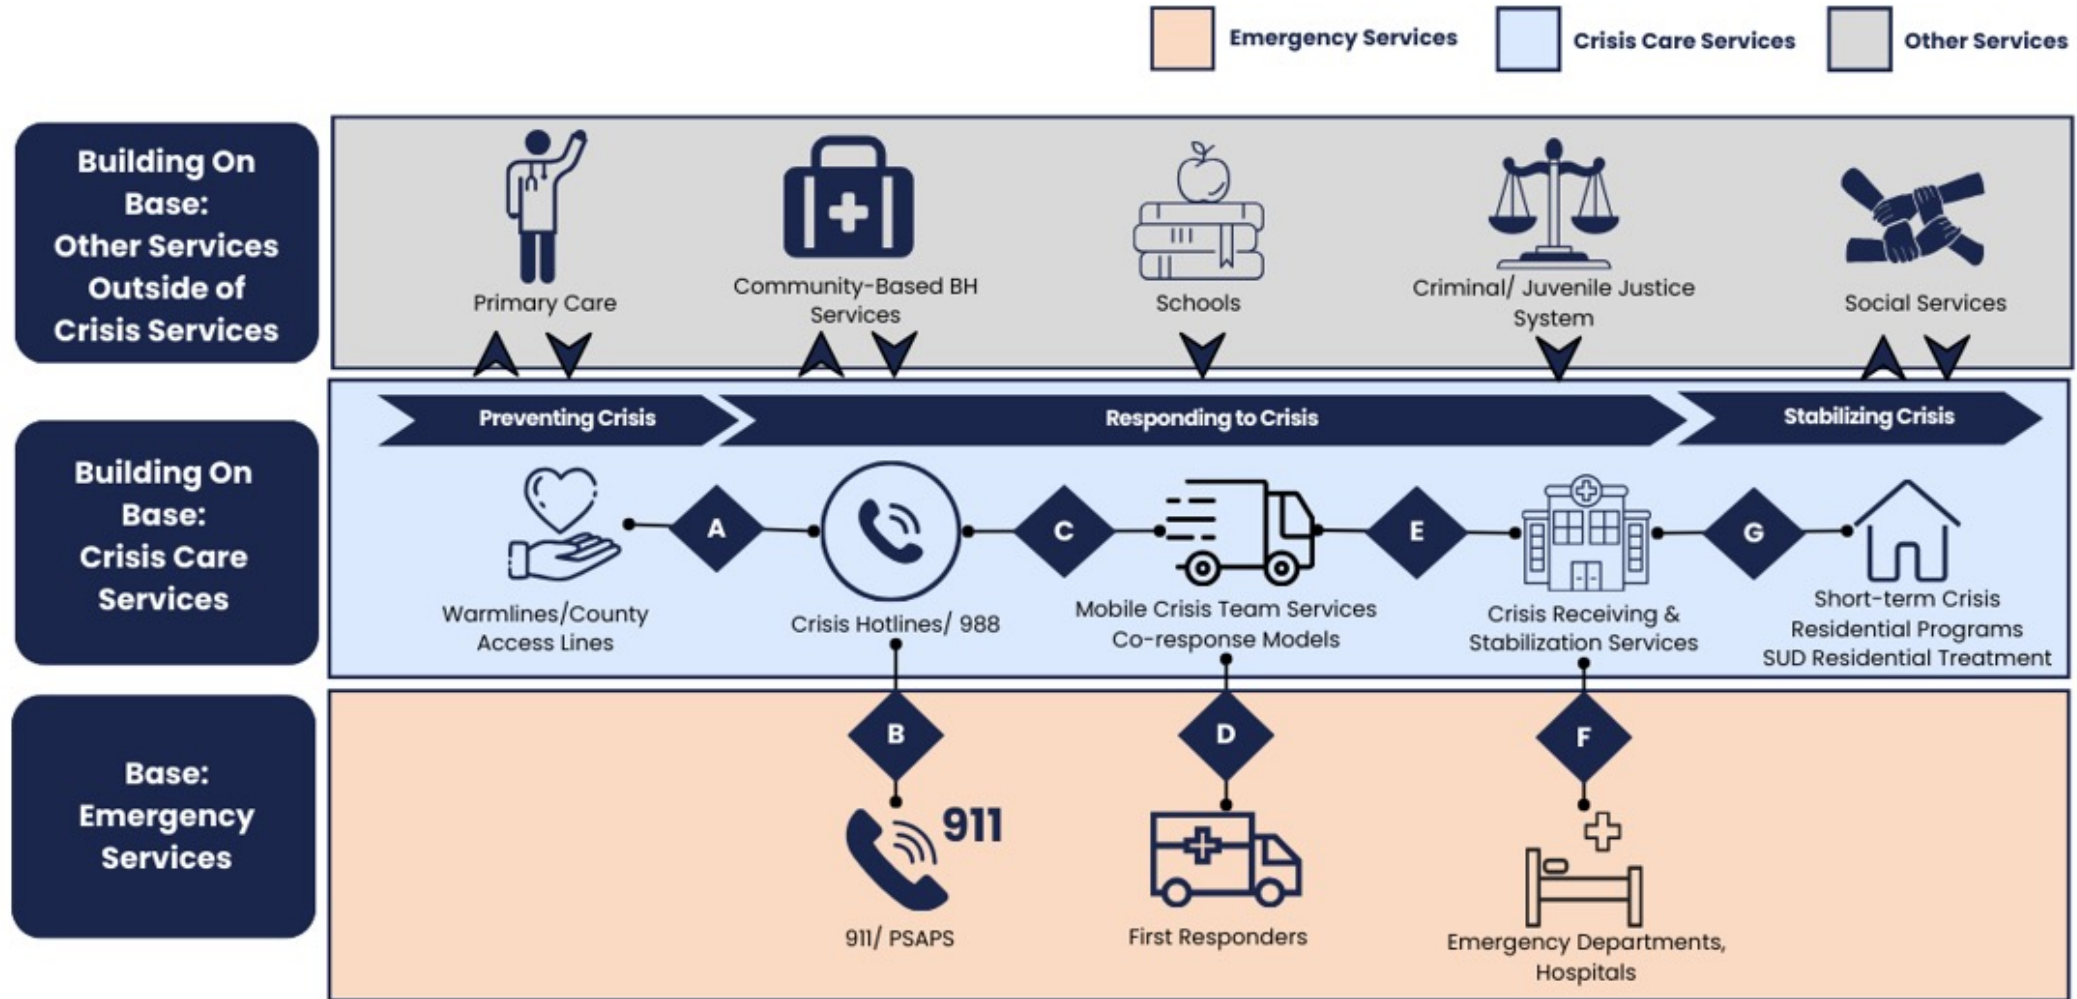 Emergency Services
Crisis Care Services
Other Services
Building On
Base:
Other Services
Outside of
Crisis Services
Primary Care
Community-Based BH
Services
Schools
Criminal/ Juvenile Justice
System
Social Services
Building On
Base:
Crisis Care
Services
Preventing Crisis
Responding to Crisis
Stabilizing Crisis
A
C
E
G
Warmlines/County
Access Lines
Crisis Hotlines/ 988
Mobile Crisis Team Services
Co-response Models
Crisis Receiving &
Stabilization Services
Short-term Crisis
Residential Programs
SUD Residential Treatment
Base:
Emergency
Services
B
D
F
911
911/ PSAPS
First Responders
Emergency Departments,
Hospitals